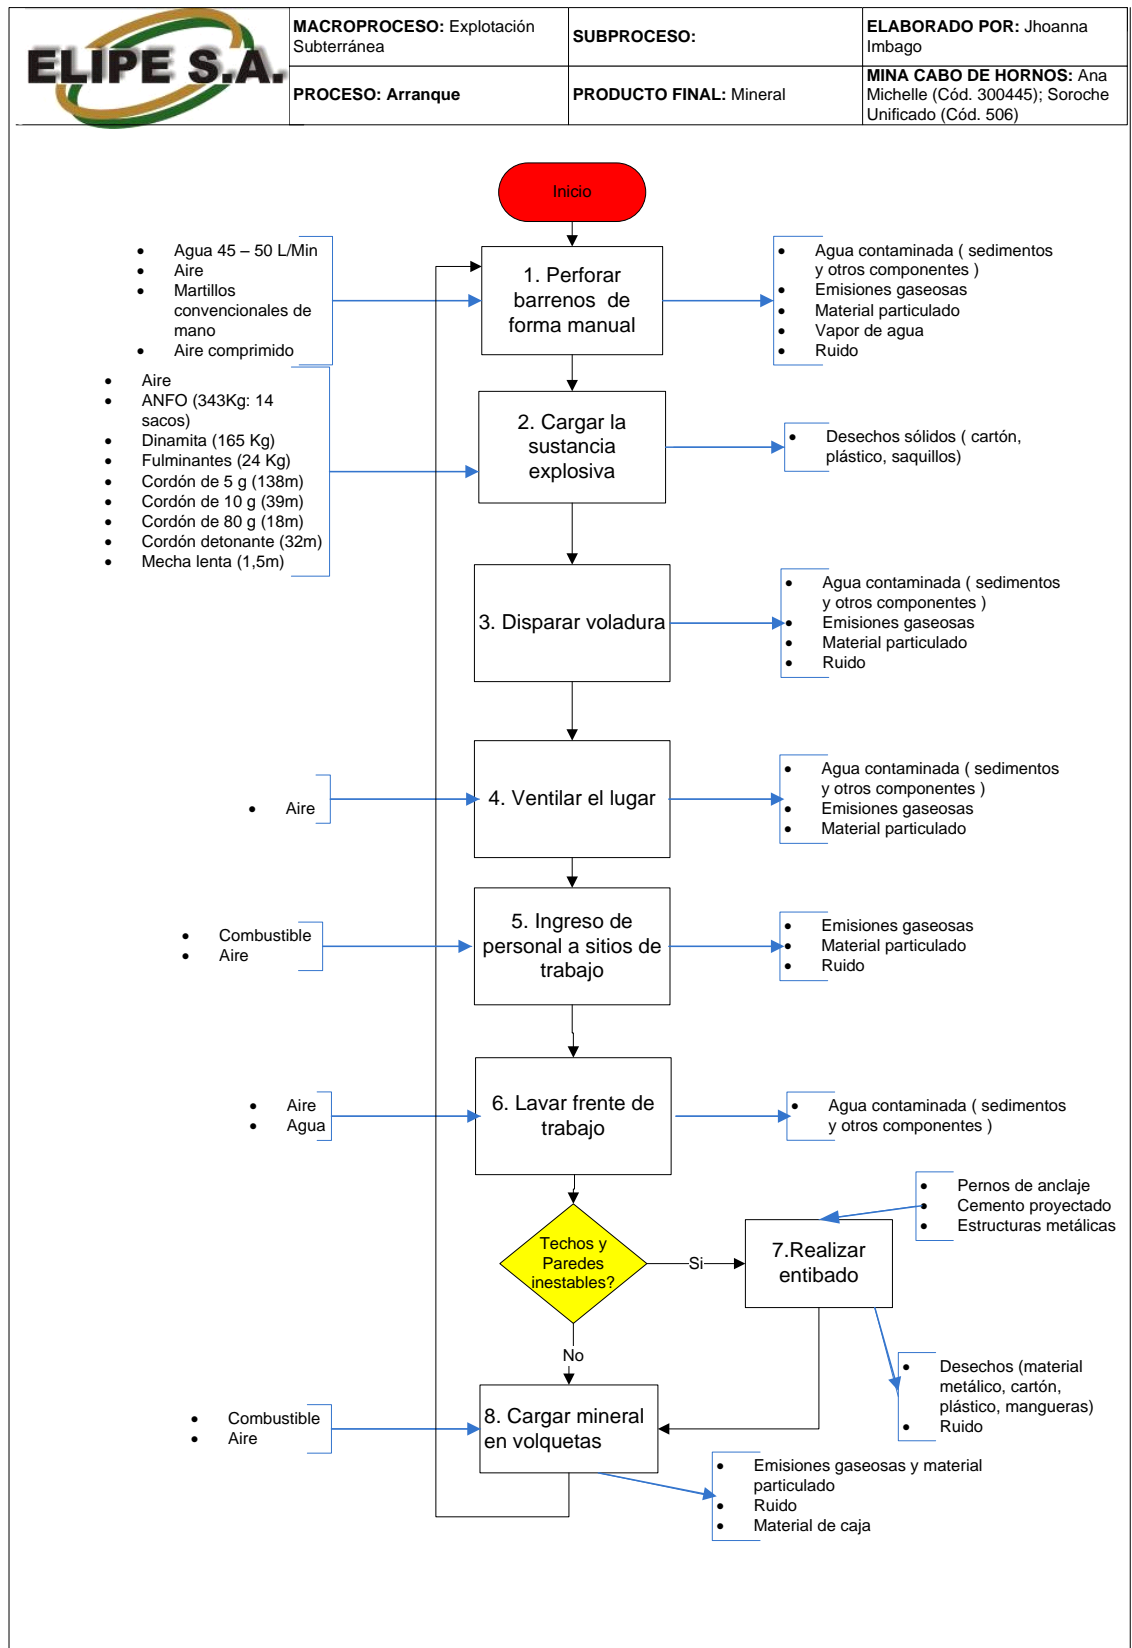 ELIPE S.A.
MACROPROCESO: Explotación
Subterránea
SUBPROCESO:
ELABORADO POR: Jhoanna
Imbago
PROCESO: Arranque
PRODUCTO FINAL: Mineral
MINA CABO DE HORNOS: Ana
Michelle (Cód. 300445); Soroche
Unificado (Cód. 506)
Inicio
• Agua 45 – 50 L/Min
• Aire
• Martillos
convencionales de
mano
• Aire comprimido
1. Perforar
barrenos de
forma manual
• Agua contaminada ( sedimentos
y otros componentes )
• Emisiones gaseosas
• Material particulado
• Vapor de agua
• Ruido
• Aire
• ANFO (343Kg: 14
sacos)
• Dinamita (165 Kg)
• Fulminantes (24 Kg)
• Cordón de 5 g (138m)
• Cordón de 10 g (39m)
• Cordón de 80 g (18m)
• Cordón detonante (32m)
• Mecha lenta (1,5m)
2. Cargar la
sustancia
explosiva
• Desechos sólidos ( cartón,
plástico, saquillos)
3. Disparar voladura
• Agua contaminada ( sedimentos
y otros componentes )
• Emisiones gaseosas
• Material particulado
• Ruido
• Aire
4. Ventilar el lugar
• Agua contaminada ( sedimentos
y otros componentes )
• Emisiones gaseosas
• Material particulado
• Combustible
• Aire
5. Ingreso de
personal a sitios de
trabajo
• Emisiones gaseosas
• Material particulado
• Ruido
• Aire
• Agua
6. Lavar frente de
trabajo
• Agua contaminada ( sedimentos
y otros componentes )
• Pernos de anclaje
• Cemento proyectado
• Estructuras metálicas
Techos y
Paredes
inestables?
Si
7.Realizar
entibado
No
• Desechos (material
metálico, cartón,
plástico, mangueras)
• Ruido
• Combustible
• Aire
8. Cargar mineral
en volquetas
• Emisiones gaseosas y material
particulado
• Ruido
• Material de caja